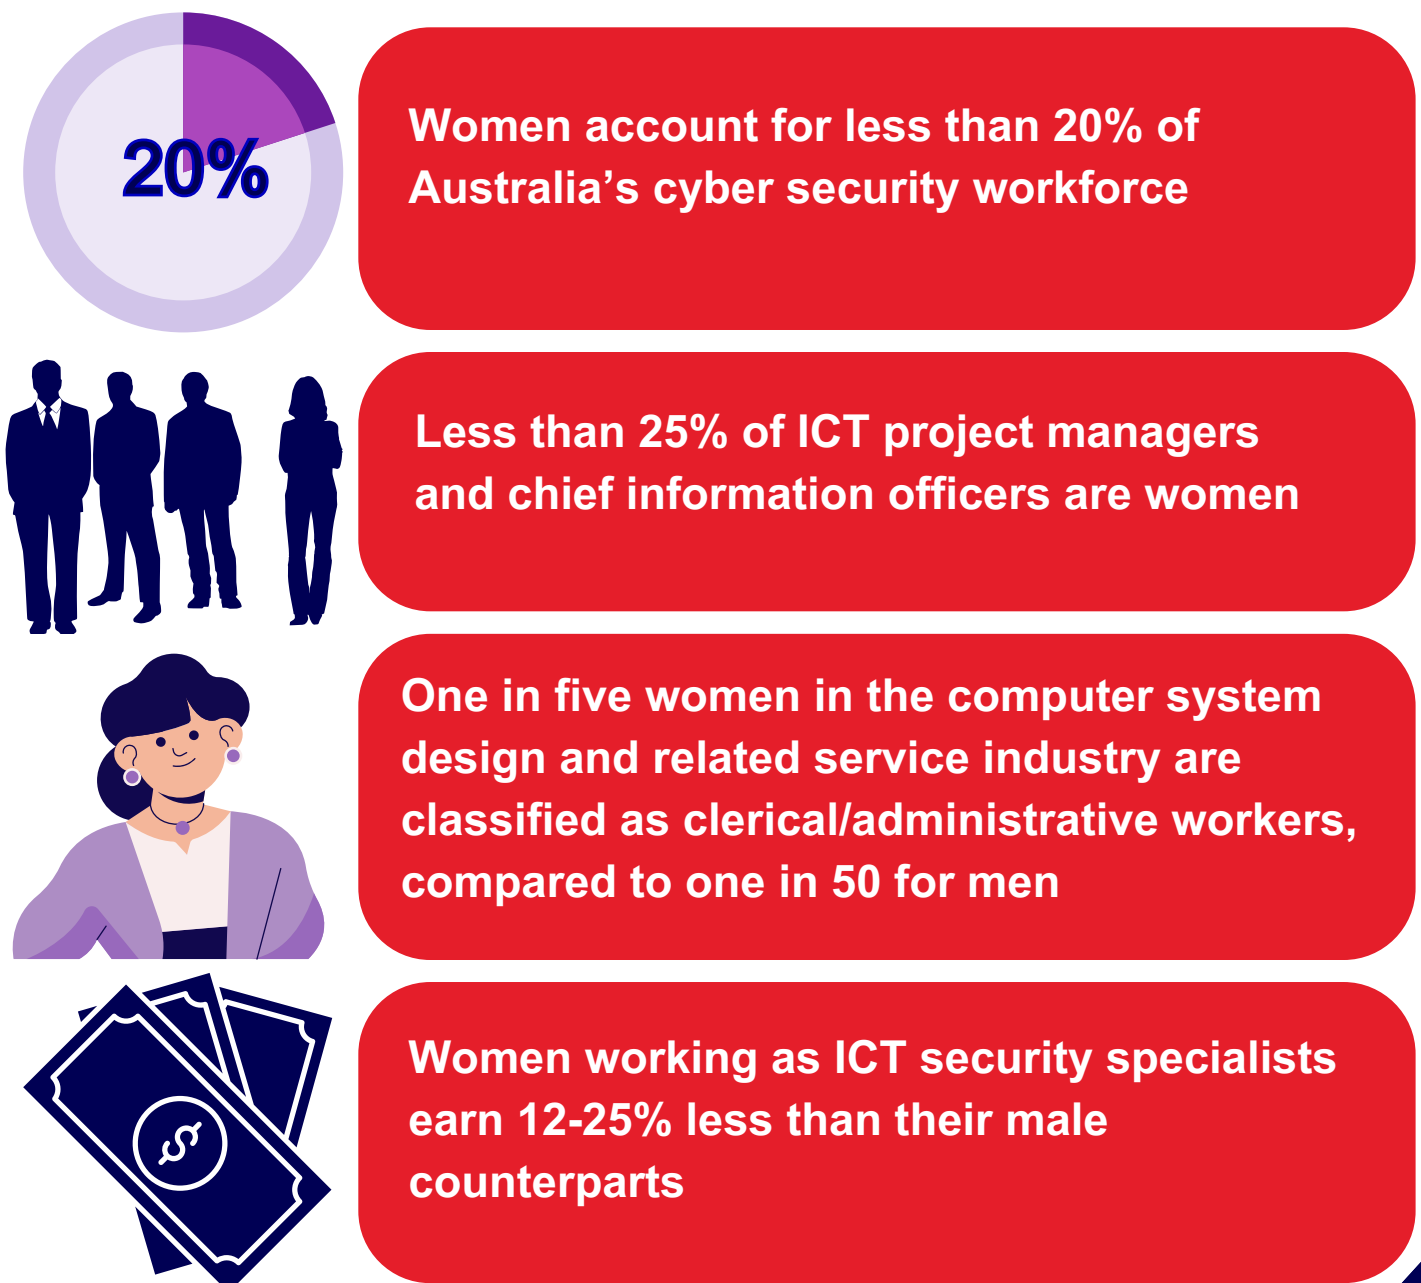 20%
Women account for less than 20% of
Australia’s cyber security workforce
Less than 25% of ICT project managers
and chief information officers are women
One in five women in the computer system
design and related service industry are
classified as clerical/administrative workers,
compared to one in 50 for men
$
Women working as ICT security specialists
earn 12-25% less than their male
counterparts